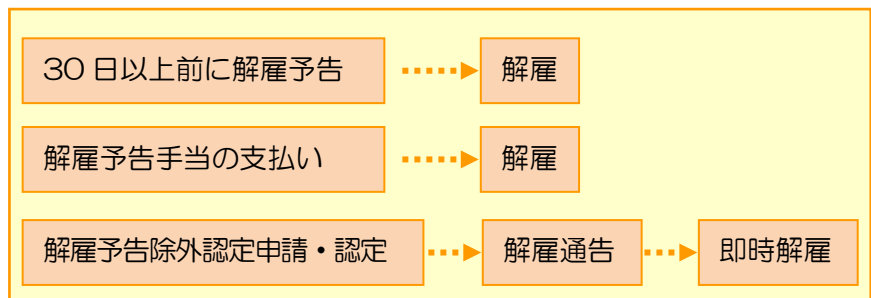 30日以上前に解雇予告 解雇
解雇予告手当の支払い 解雇
解雇予告除外認定申請・認定 解雇通告 即時解雇